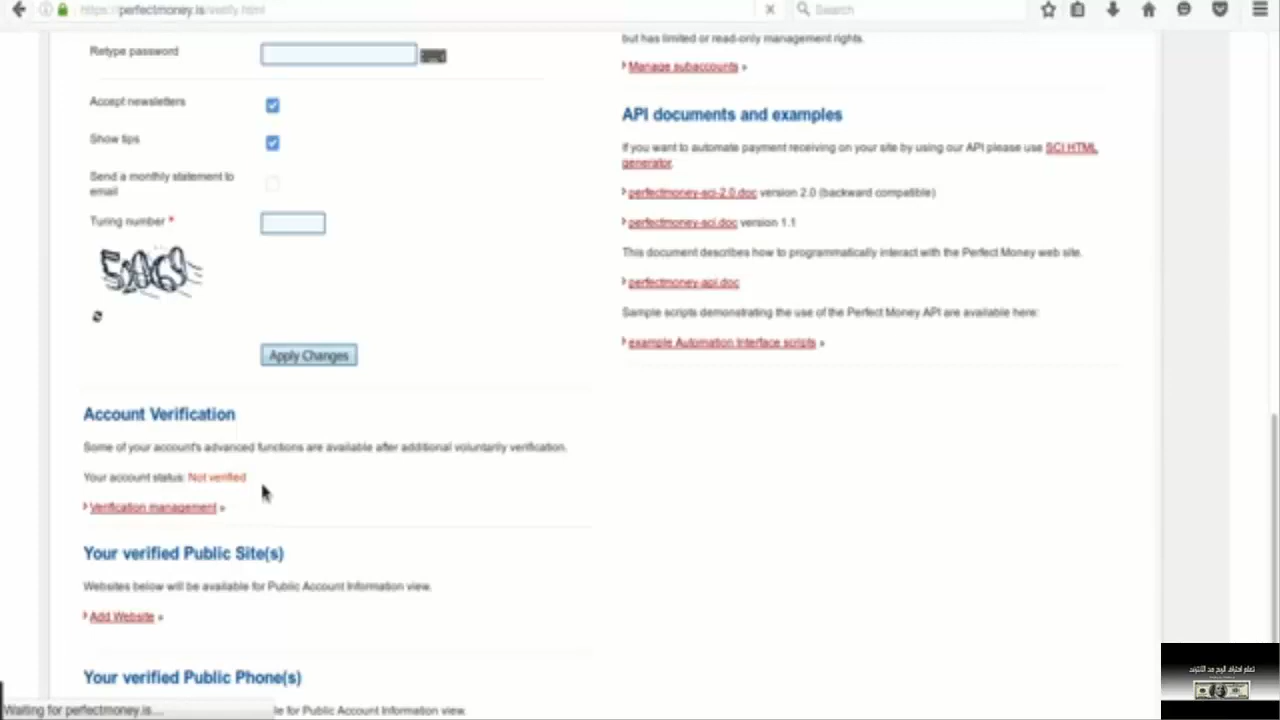 https://perfectmoney.is/verify.html
Search
Retype password
Accept newsletters
Show tips
Send a monthly statement to
email
Turing number *
52069
Apply Changes
Account Verification
Some of your account's advanced functions are available after additional voluntarily verification.
Your account status: Not verified
Verification management »
Your verified Public Site(s)
Websites below will be available for Public Account Information view.
Add Website »
Your verified Public Phone(s)
le for Public Account Information view.
Waiting for perfectmoney.is...
but has limited or read-only management rights.
Manage subaccounts »
API documents and examples
If you want to automate payment receiving on your site by using our API please use SCI HTML
generator.
perfectmoney-sci-2.0.doc version 2.0 (backward compatible)
perfectmoney-sci.doc version 1.1
This document describes how to programmatically interact with the Perfect Money web site.
perfectmoney-api.doc
Sample scripts demonstrating the use of the Perfect Money API are available here:
example Automation Interface scripts »
تعلم احتراف الربح من الانترنت